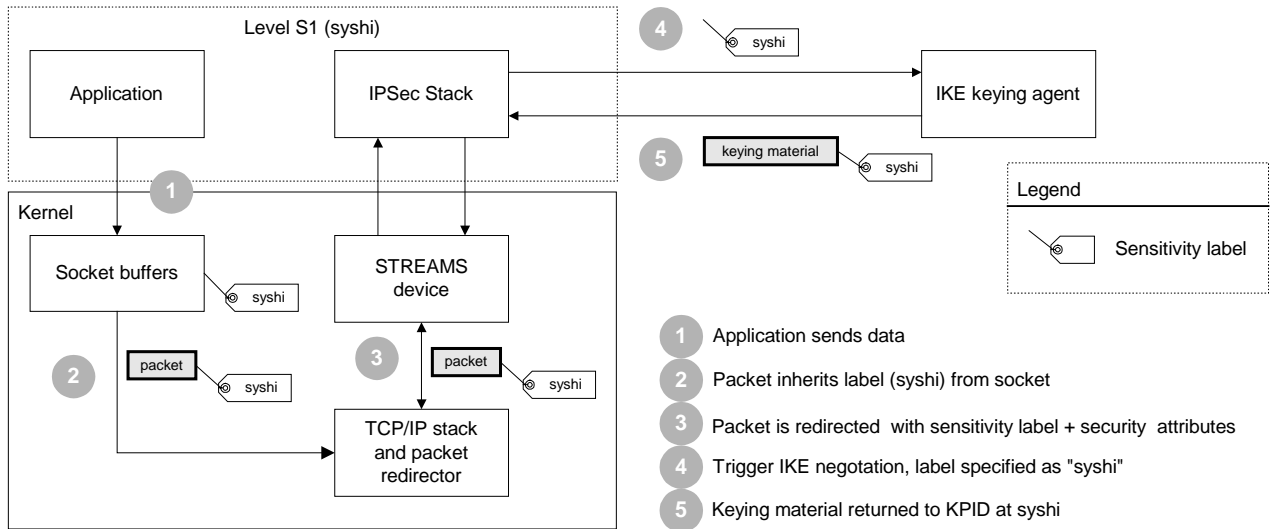 Level S1 (syshi)
4
syshi
Application
IPSec Stack
IKE keying agent
5
keying material
syshi
1
Kernel
Legend
Sensitivity label
Socket buffers
syshi
STREAMS
device
2
packet
syshi
3
packet
syshi
TCP/IP stack
and packet
redirector
1 Application sends data
2 Packet inherits label (syshi) from socket
3 Packet is redirected with sensitivity label + security attributes
4 Trigger IKE negotation, label specified as "syshi"
5 Keying material returned to KPID at syshi